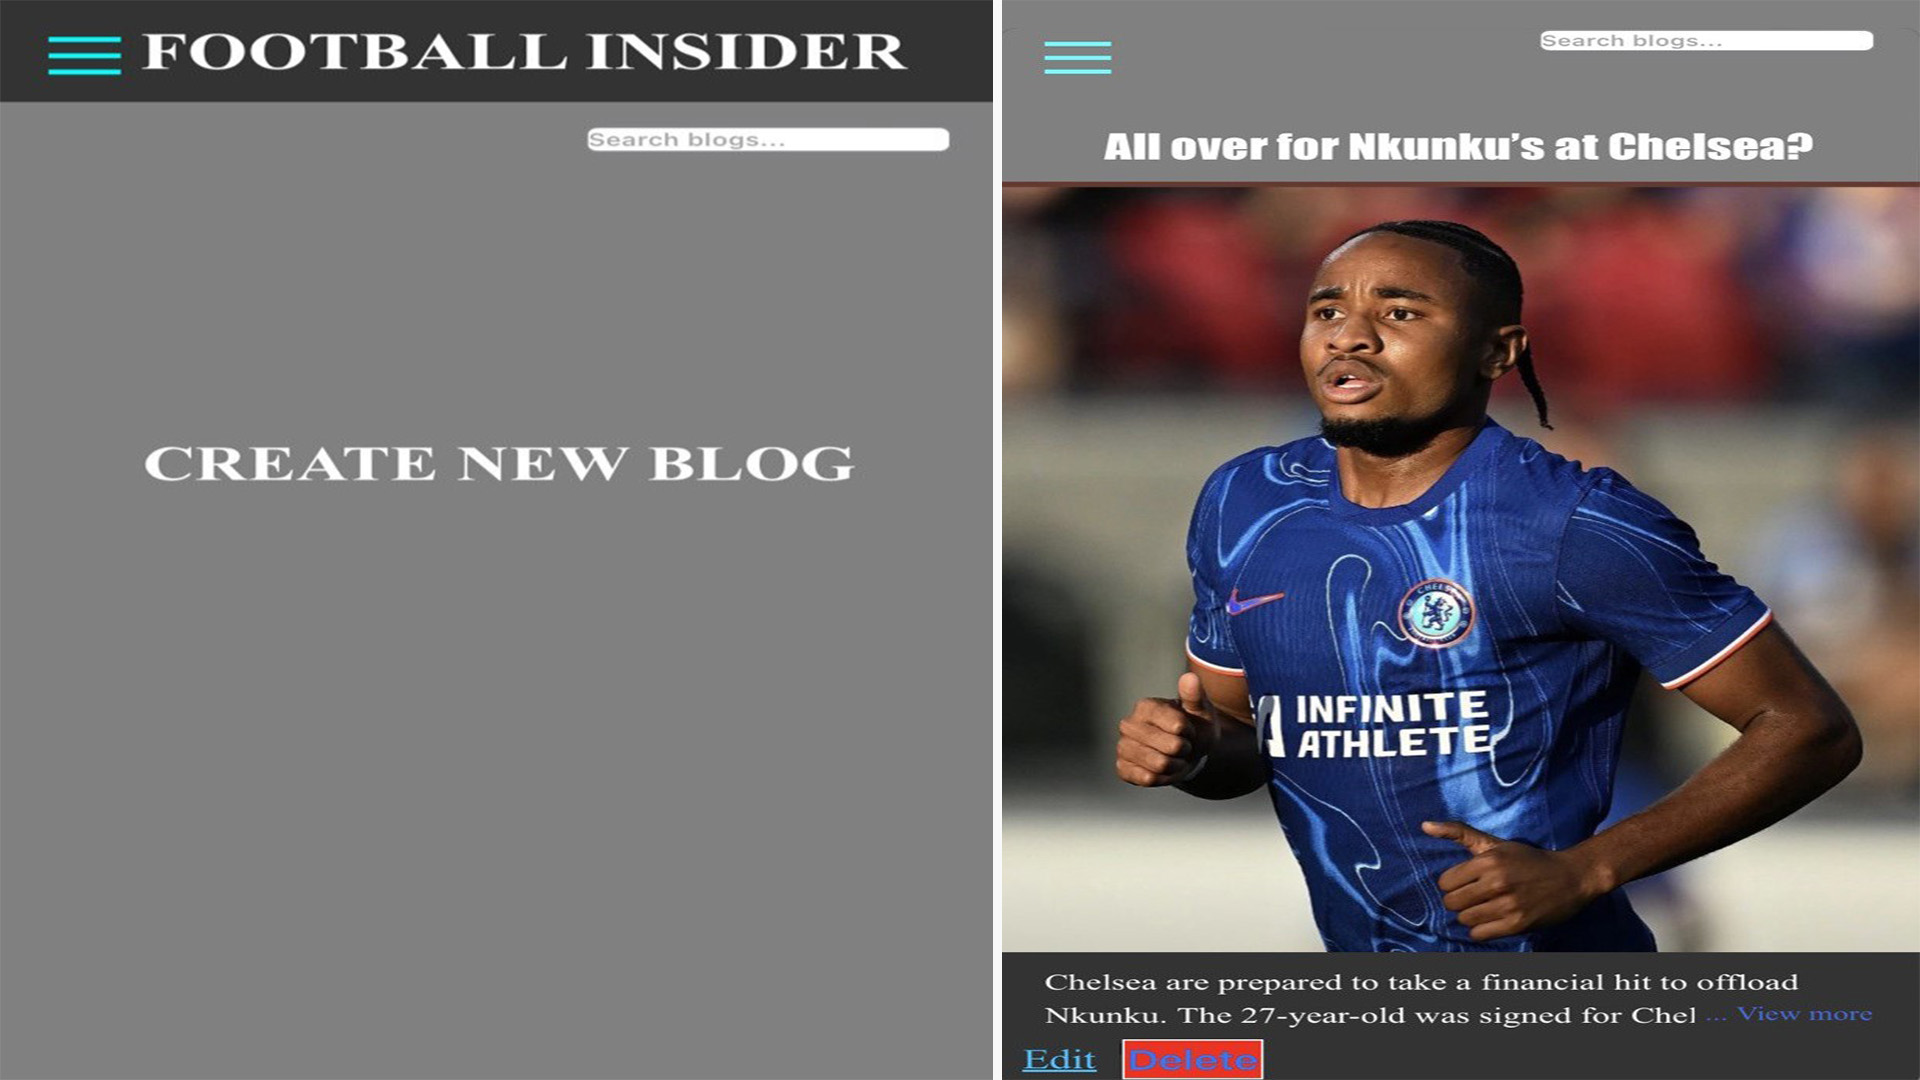 FOOTBALL INSIDER
Search blogs...
CREATE NEW BLOG
Search blogs...
All over for Nkunku’s at Chelsea?
INFINITE
ATHLETE
Chelsea are prepared to take a financial hit to offload
Nkunku. The 27-year-old was signed for Chel ... View more
Edit Delete